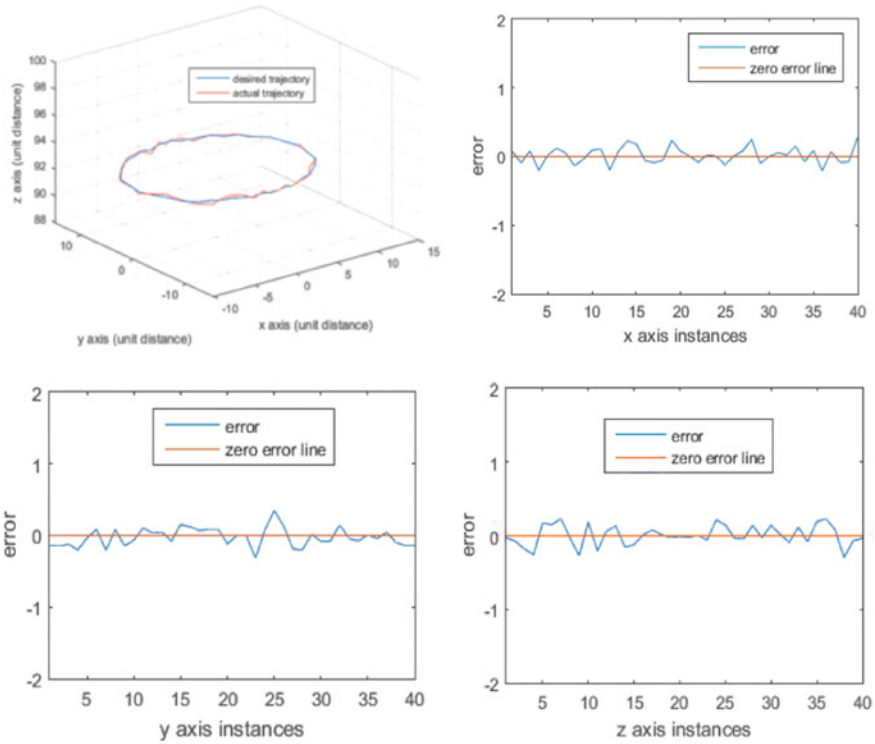 100
98
96
94
92
90
88
z axis (unit distance)
desired trajectory
actual trajectory
10
0
-10
y axis (unit distance)
-10
-5
0
5
10
15
x axis (unit distance)
2
1
0
-1
-2
error
error
zero error line
5 10 15 20 25 30 35 40
x axis instances
2
1
0
-1
-2
error
error
zero error line
5 10 15 20 25 30 35 40
y axis instances
2
1
0
-1
-2
error
error
zero error line
5 10 15 20 25 30 35 40
z axis instances